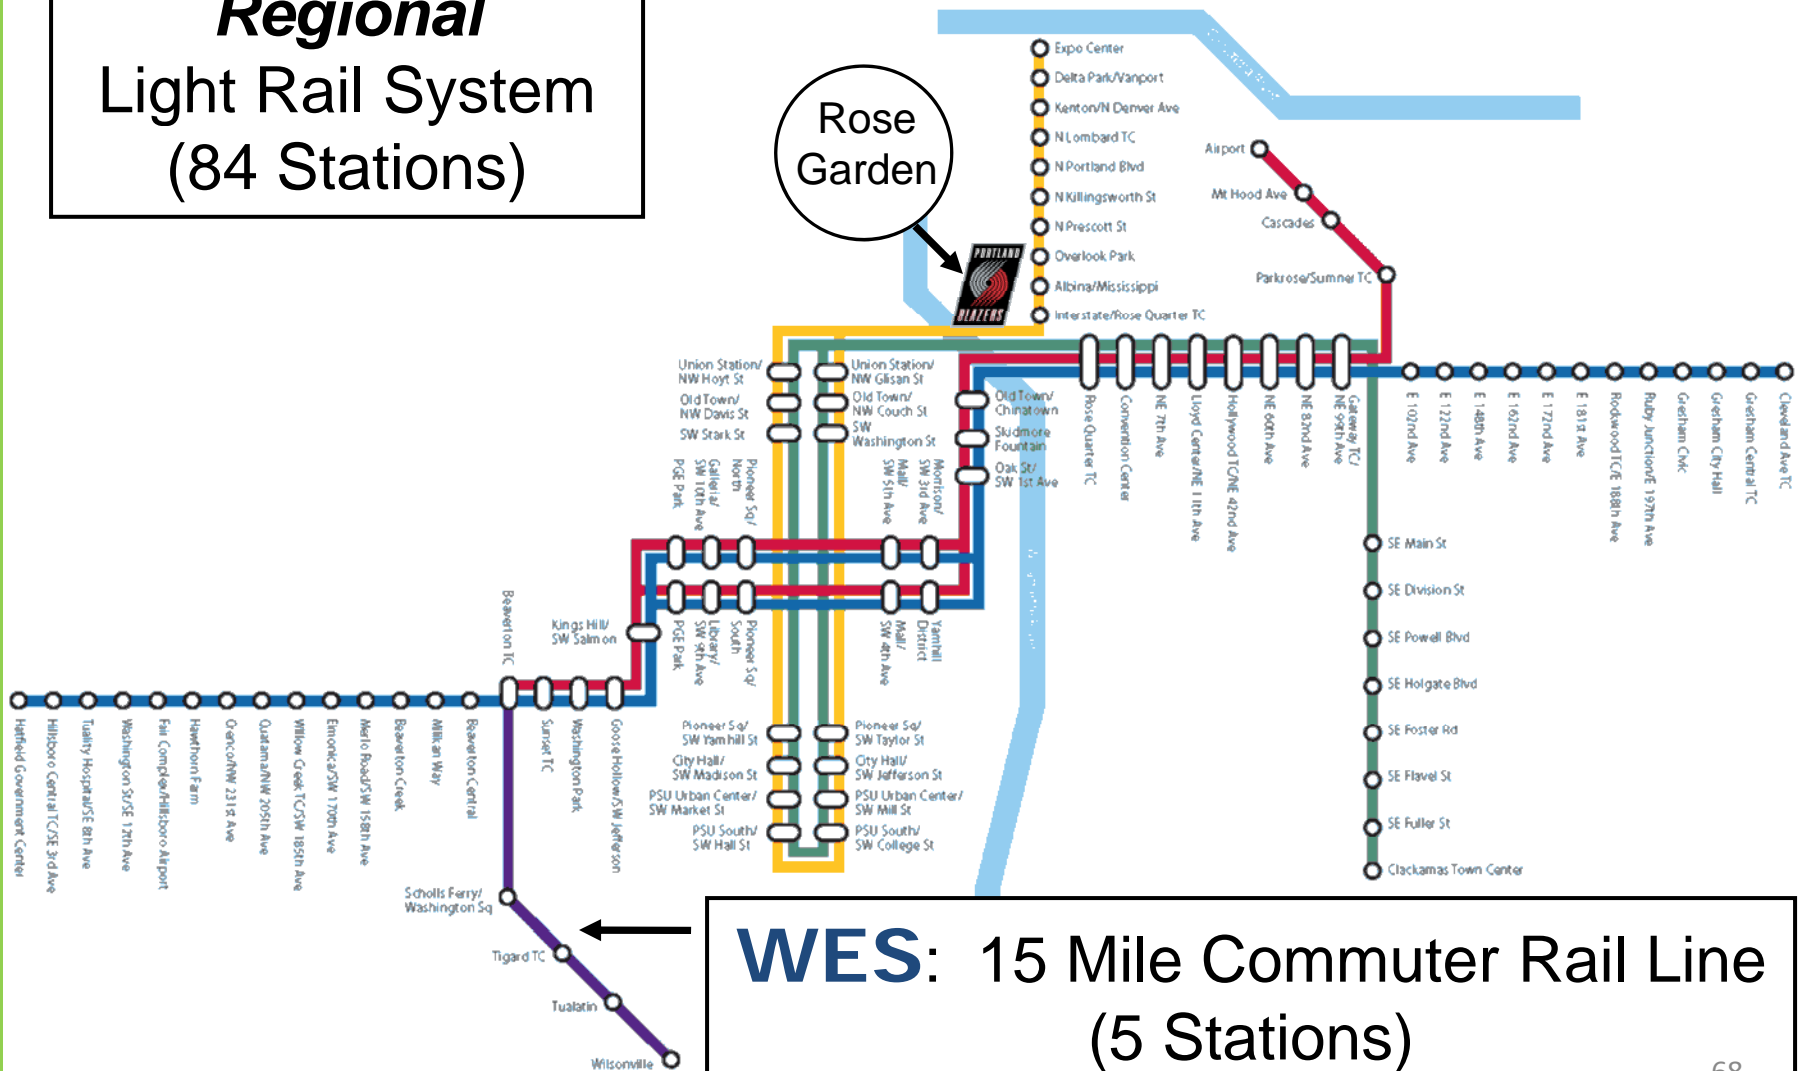 Regional
Light Rail System
(84 Stations)
Rose
Garden
PORTLAND
BLAZERS
Expo Center
Delta Park/Vanport
Kenton/N Denver Ave
N Lombard TC
N Portland Blvd
N Killingsworth St
N Prescott St
Overlook Park
Albina/Mississippi
Interstate/Rose Quarter TC
Airport
Mt Hood Ave
Cascades
Parkrose/Sumner TC
Union Station/
NW Hoyt St
Old Town/
NW Davis St
SW Stark St
Union Station/
NW Glisan St
Old Town/
NW Couch St
SW
Washington St
Old Town/
Chinatown
Skidmore
Fountain
Oak St/
SW 1st Ave
Rose Quarter TC
Convention Center
NE 7th Ave
Lloyd Center/NE 11th Ave
Hollywood TC/NE 42nd Ave
NE 60th Ave
NE 82nd Ave
Gateway TC/
NE 99th Ave
E 102nd Ave
E 122nd Ave
E 148th Ave
E 162nd Ave
E 172nd Ave
E 181st Ave
Rockwood TC/E 188th Ave
Ruby Junction/E 197th Ave
Gresham Civic
Gresham City Hall
Gresham Central TC
Cleveland Ave TC
PGE Park
Galleria/
SW 10th Ave
Pioneer Sq/
North
Mall/
SW 5th Ave
Morrison/
SW 3rd Ave
PGE Park
Library/
SW 9th Ave
Pioneer Sq/
South
Mall/
SW 4th Ave
Yamhill
District
Kings Hill/
SW Salmon
Beaverton TC
Sunset TC
Washington Park
Goose Hollow/SW Jefferson
Hatfield Government Center
Hillsboro Central TC/SE 3rd Ave
Tuality Hospital/SE 8th Ave
Washington St/SE 12th Ave
Fair Complex/Hillsboro Airport
Hawthorn Farm
Orenco/NW 231st Ave
Quatama/NW 205th Ave
Willow Creek TC/SW 185th Ave
Elmonica/SW 170th Ave
Merlo Road/SW 158th Ave
Beaverton Creek
Millikan Way
Beaverton Central
Pioneer Sq/
SW Yamhill St
City Hall/
SW Madison St
PSU Urban Center/
SW Market St
PSU South/
SW Hall St
Pioneer Sq/
SW Taylor St
City Hall/
SW Jefferson St
PSU Urban Center/
SW Mill St
PSU South/
SW College St
SE Main St
SE Division St
SE Powell Blvd
SE Holgate Blvd
SE Foster Rd
SE Flavel St
SE Fuller St
Clackamas Town Center
Scholls Ferry/
Washington Sq
Tigard TC
Tualatin
Wilsonville
WES: 15 Mile Commuter Rail Line
(5 Stations)
68